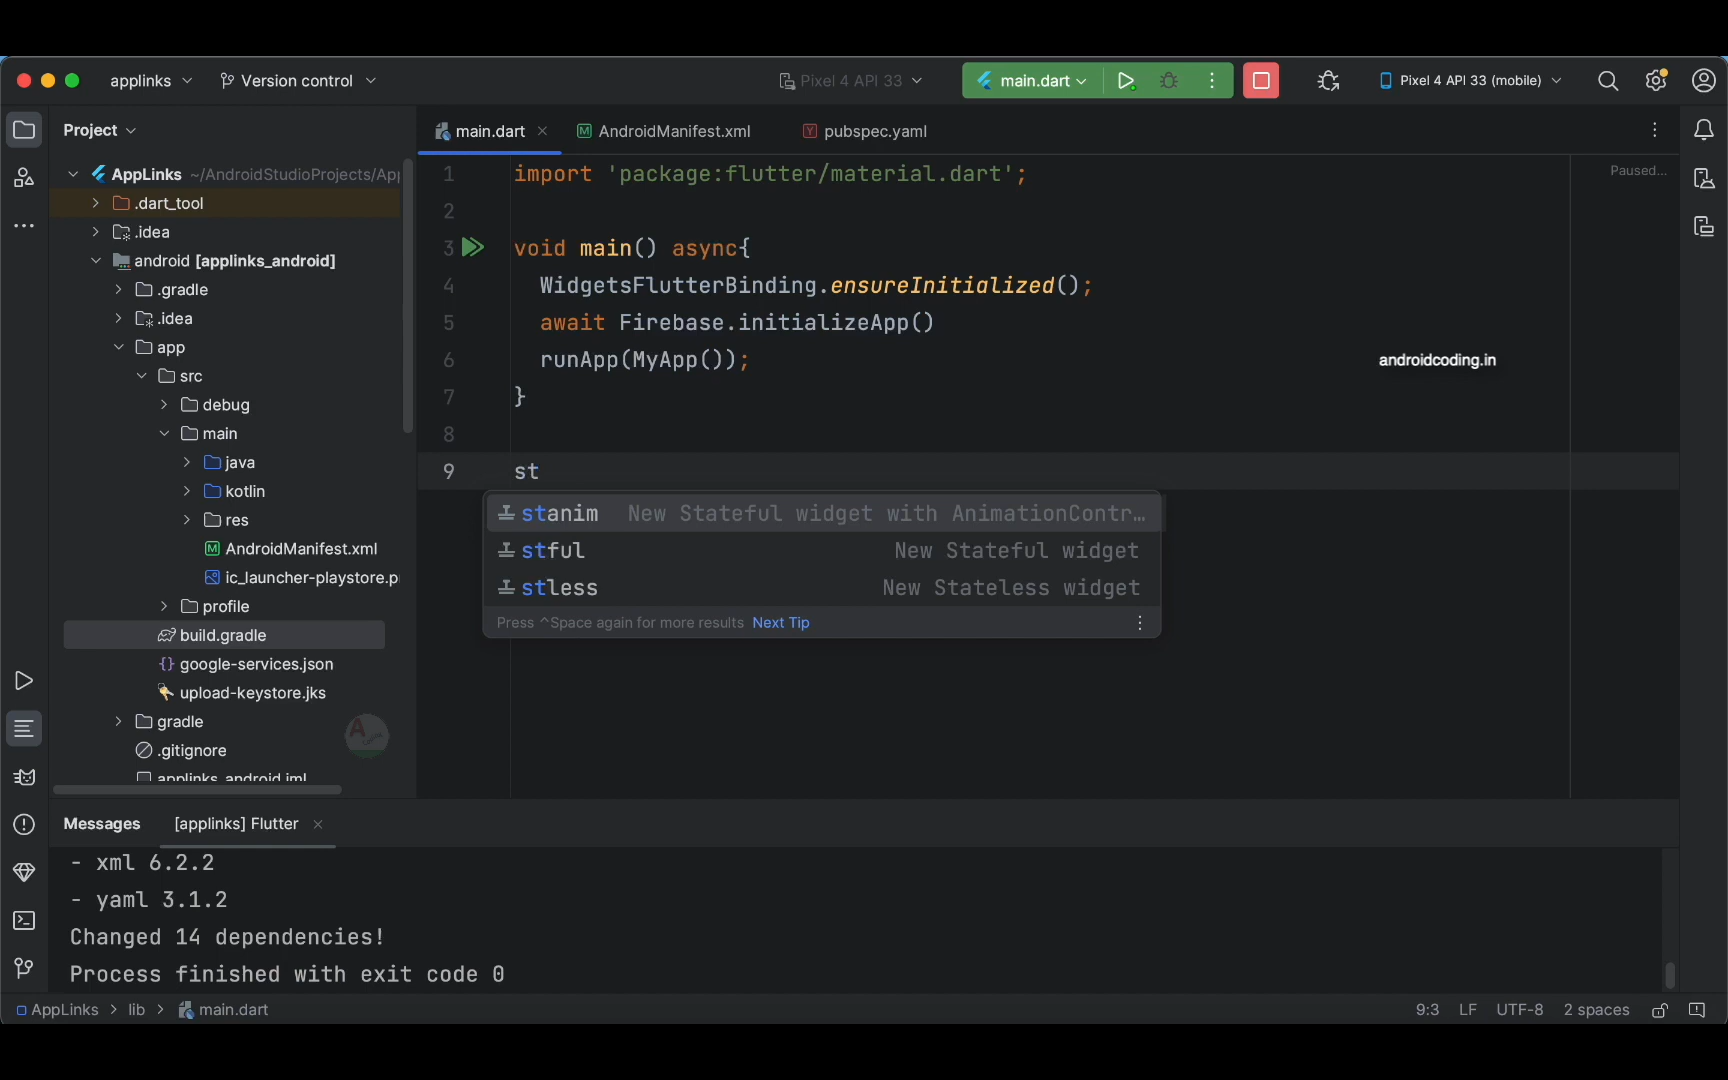 applinks
Version control
Pixel 4 API 33
main.dart
Pixel 4 API 33 (mobile)
Project
main.dart
AndroidManifest.xml
pubspec.yaml
AppLinks ~/AndroidStudioProjects/App
.dart_tool
.idea
android [applinks_android]
.gradle
.idea
app
src
debug
main
java
kotlin
res
AndroidManifest.xml
ic_launcher-playstore.p
profile
build.gradle
google-services.json
upload-keystore.jks
gradle
.gitignore
applinks_android.iml
Paused...
1 import 'package:flutter/material.dart';
2
3 void main() async{
4 WidgetsFlutterBinding.ensureInitialized();
5 await Firebase.initializeApp()
6 runApp(MyApp());
7 }
8
9 st
androidcoding.in
stanim New Stateful widget with AnimationContr…
stful New Stateful widget
stless New Stateless widget
Press ^Space again for more results Next Tip
Messages
[applinks] Flutter
- xml 6.2.2
- yaml 3.1.2
Changed 14 dependencies!
Process finished with exit code 0
AppLinks > lib > main.dart
9:3 LF UTF-8 2 spaces